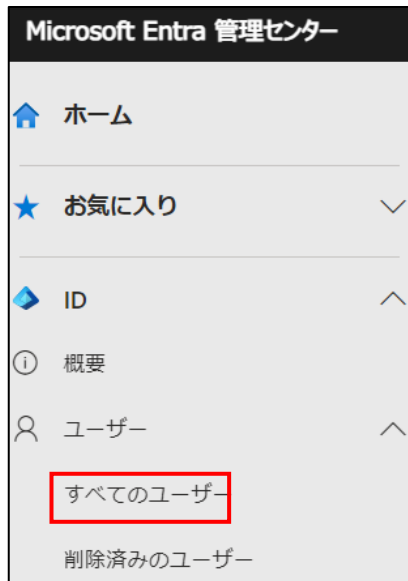 Microsoft Entra 管理センター
ホーム
お気に入り
ID
概要
ユーザー
すべてのユーザー
削除済みのユーザー